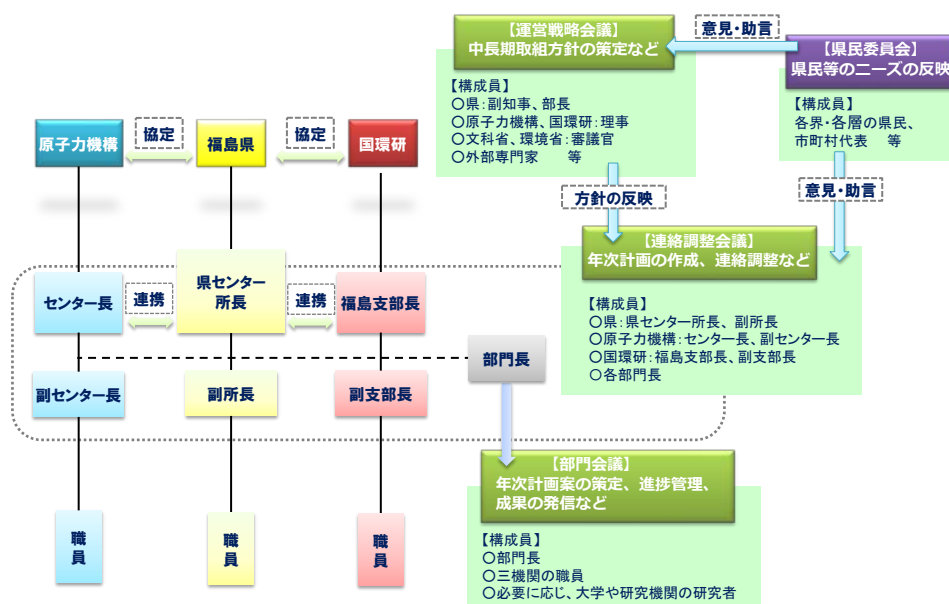 【運営戦略会議】
中長期取組方針の策定など
意見・助言
【県民委員会】
県民等のニーズの反映
【構成員】
○県:副知事、部長
○原子力機構、国環研:理事
○文科省、環境省:審議官
○外部専門家　等
【構成員】
各界・各層の県民、
市町村代表　等
原子力機構
協定
福島県
協定
国環研
方針の反映
意見・助言
【連絡調整会議】
年次計画の作成、連絡調整など
【構成員】
○県:県センター所長、副所長
○原子力機構:センター長、副センター長
○国環研:福島支部長、副支部長
○各部門長
センター長
連携
県センター
所長
連携
福島支部長
部門長
副センター長
副所長
副支部長
【部門会議】
年次計画案の策定、進捗管理、
成果の発信など
【構成員】
○部門長
○三機関の職員
○必要に応じ、大学や研究機関の研究者
職員
職員
職員